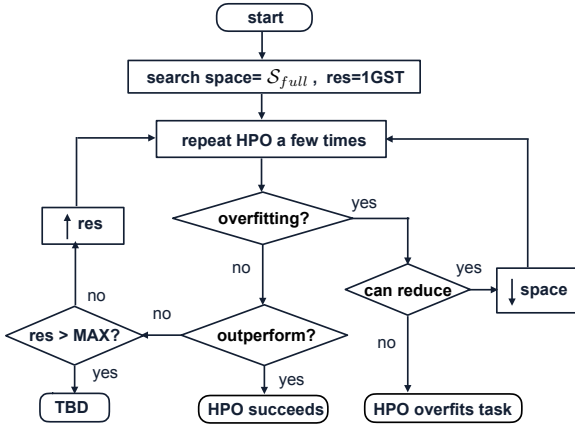 start
search space= 𝒮full , res=1GST
repeat HPO a few times
↑ res
overfitting?
yes
no
can reduce
yes
↓ space
no
res > MAX?
no
yes
no
outperform?
yes
TBD
HPO succeeds
HPO overfits task